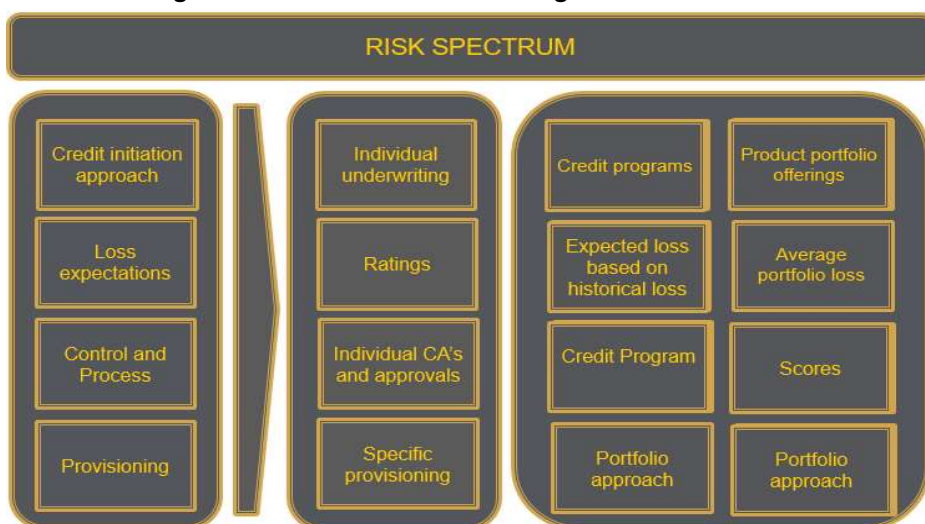 RISK SPECTRUM
Credit initiation
approach
Loss
expectations
Control and
Process
Provisioning
Individual
underwriting
Ratings
Individual CA's
and approvals
Specific
provisioning
Credit programs
Expected loss
based on
historical loss
Credit Program
Portfolio
approach
Product portfolio
offerings
Average
portfolio loss
Scores
Portfolio
approach